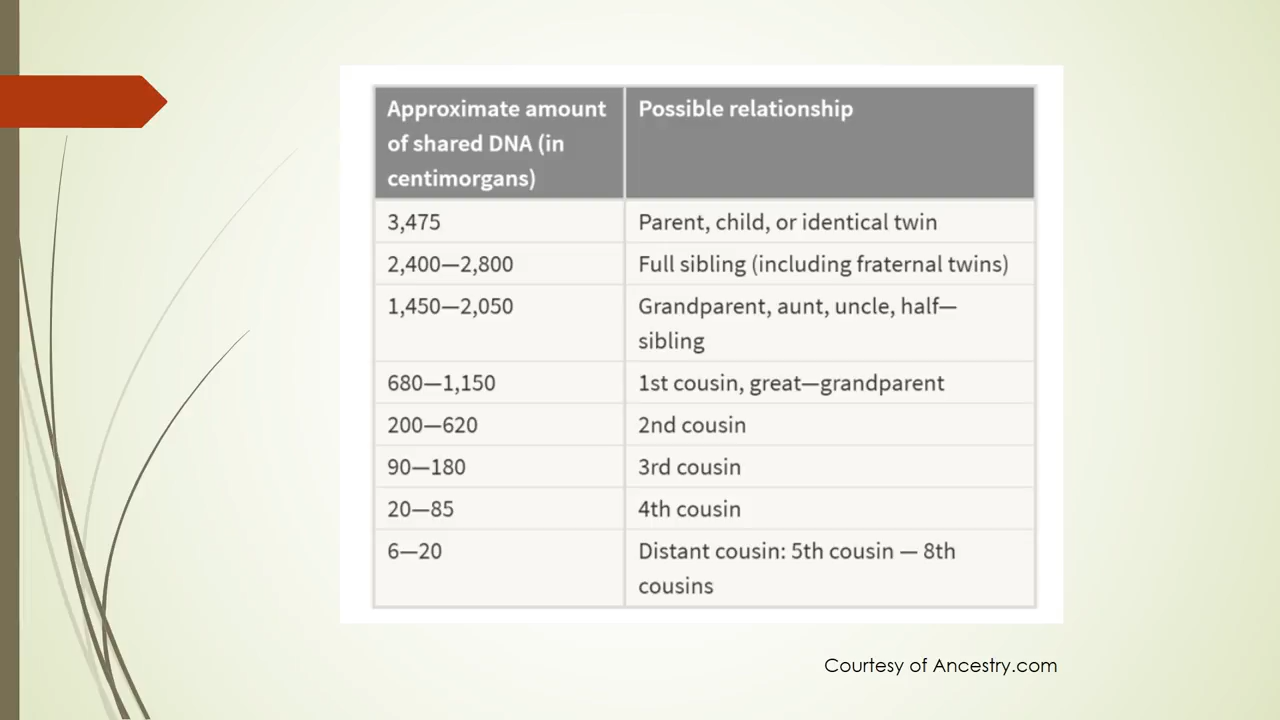 Approximate amount
of shared DNA (in
centimorgans)
Possible relationship
3,475
Parent, child, or identical twin
2,400—2,800
Full sibling (including fraternal twins)
1,450—2,050
Grandparent, aunt, uncle, half—
sibling
680—1,150
1st cousin, great—grandparent
200—620
2nd cousin
90—180
3rd cousin
20—85
4th cousin
6—20
Distant cousin: 5th cousin — 8th
cousins
Courtesy of Ancestry.com